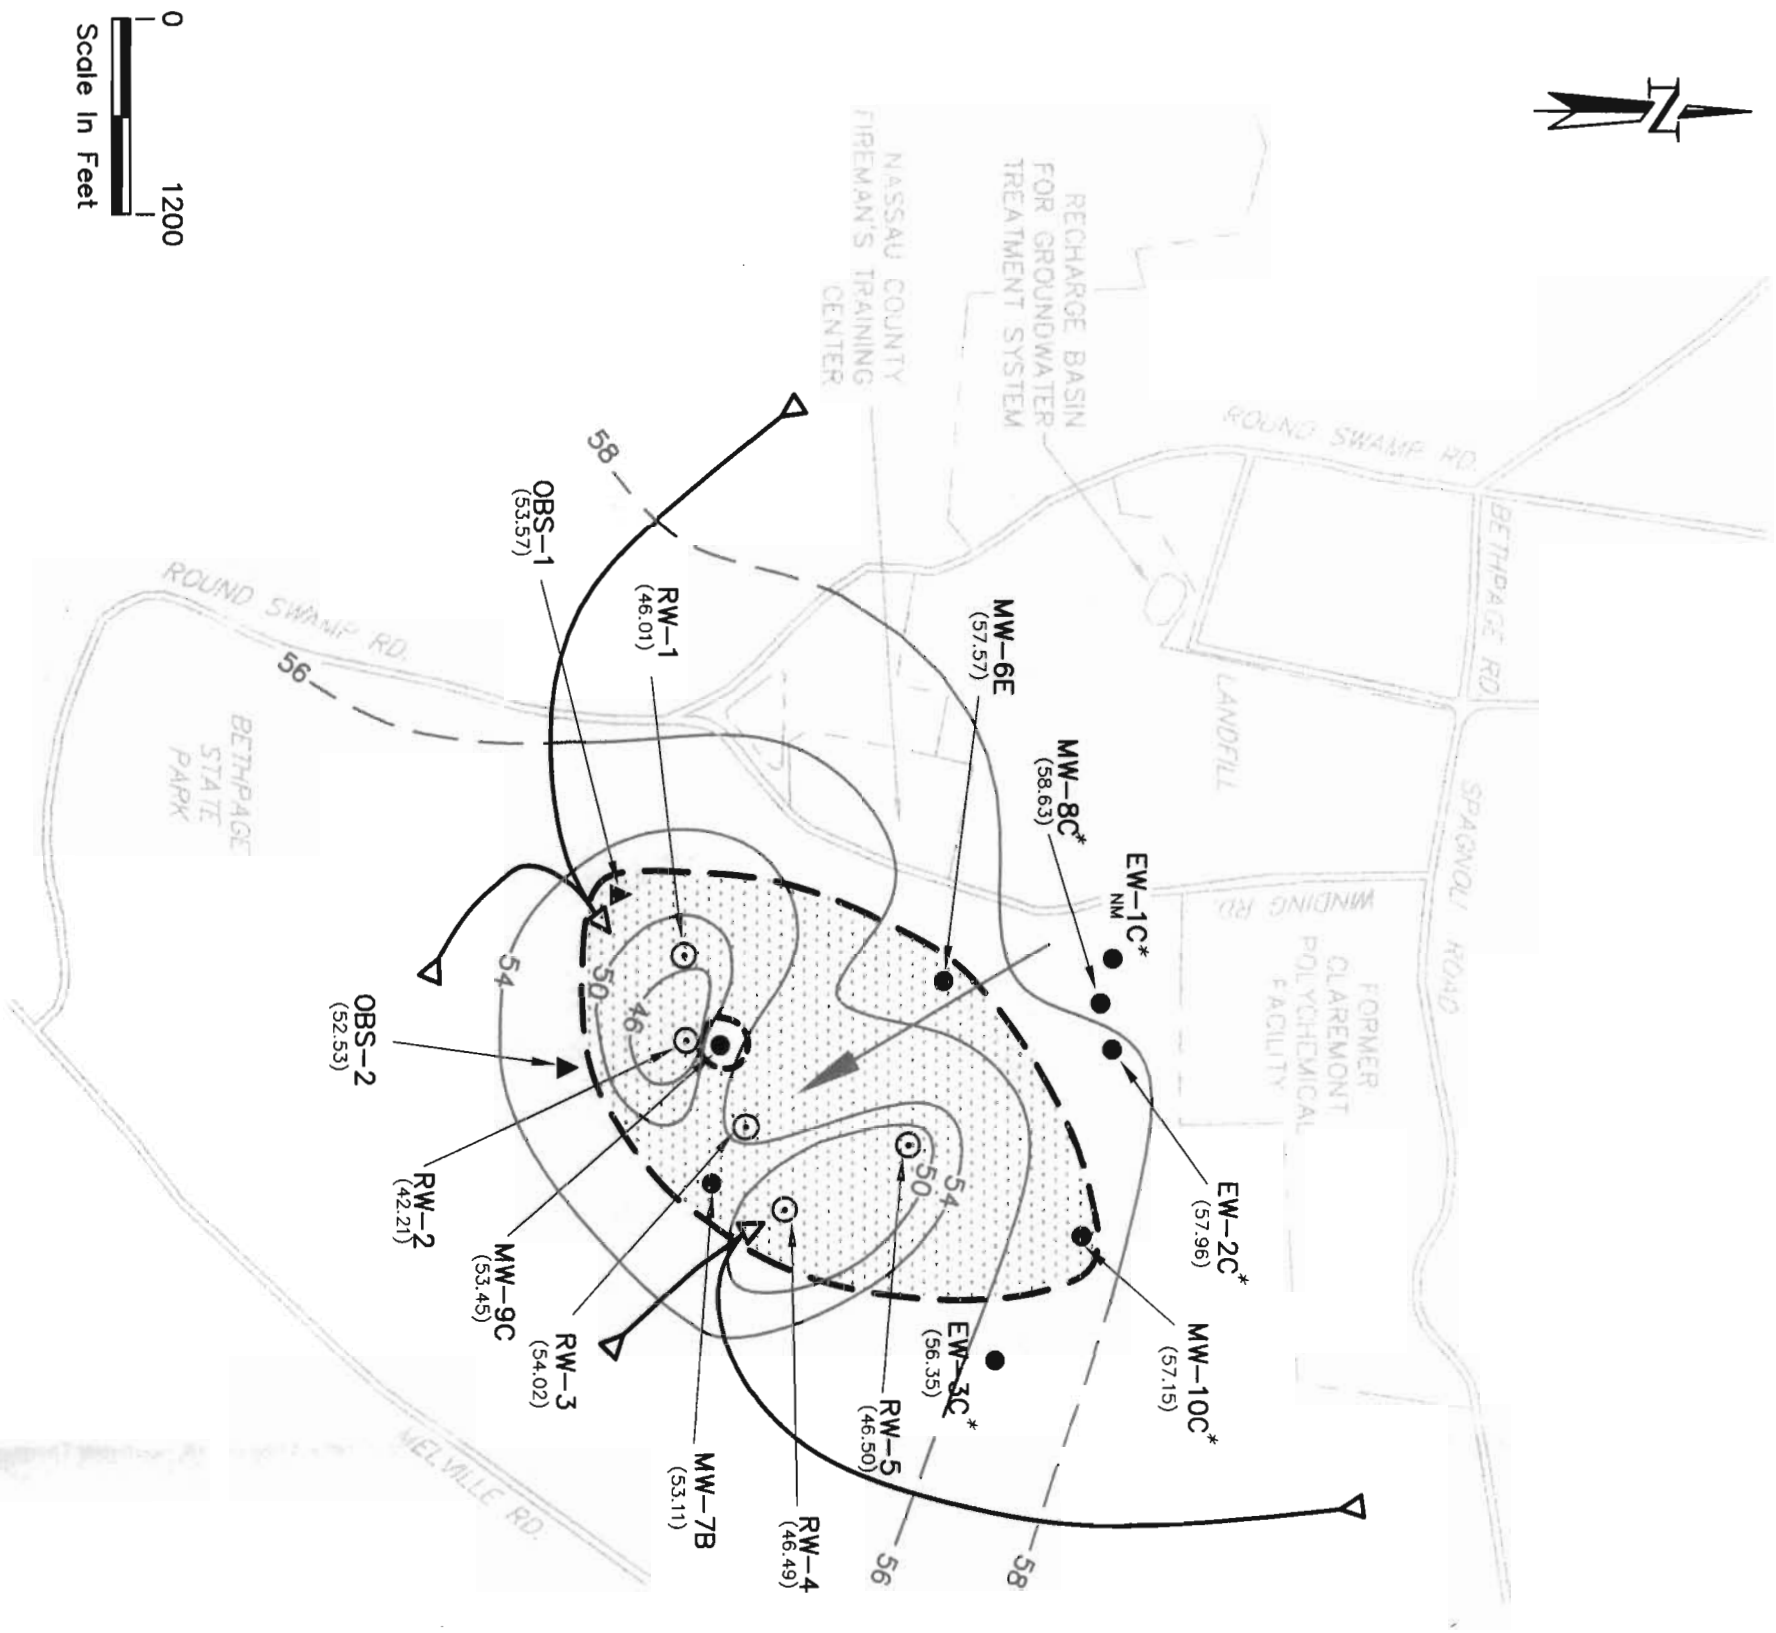 N
0
1200
Scale In Feet
RECHARGE BASIN
FOR GROUNDWATER
TREATMENT SYSTEM
NASSAU COUNTY
FIREMAN'S TRAINING
CENTER
ROUND SWAMP RD.
BETHPAGE RD.
LANDFILL
SPAGNOLI ROAD
WINDING RD.
FORMER
CLAREMONT
POLYCHEMICAL
FACILITY
ROUND SWAMP RD.
BETHPAGE
STATE
PARK
MELVILLE RD.
58
56
OBS-1
(53.57)
RW-1
(46.01)
MW-6E
(57.57)
MW-8C*
(58.63)
EW-1C*
NM
EW-2C*
(57.96)
MW-10C*
(57.15)
EW-3C*
(56.35)
RW-5
(46.50)
RW-4
(46.49)
MW-7B
(53.11)
RW-3
(54.02)
MW-9C
(53.45)
RW-2
(42.21)
OBS-2
(52.53)
54
50
46
54
50
56
58